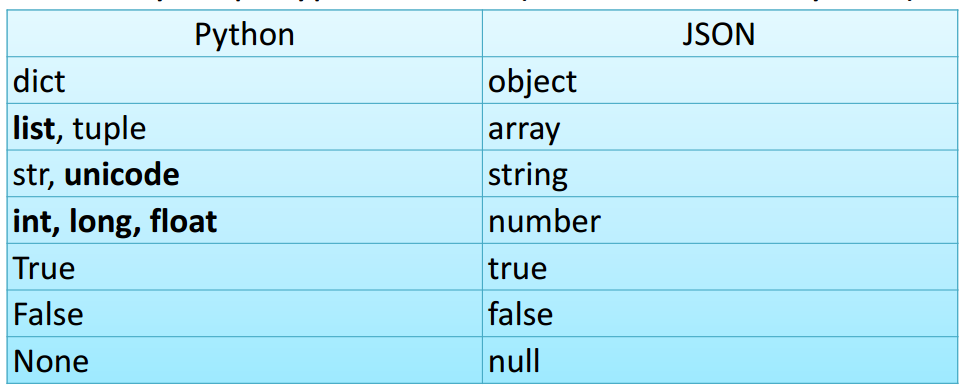 Python JSON
dict object
list, tuple array
str, unicode string
int, long, float number
True true
False false
None null